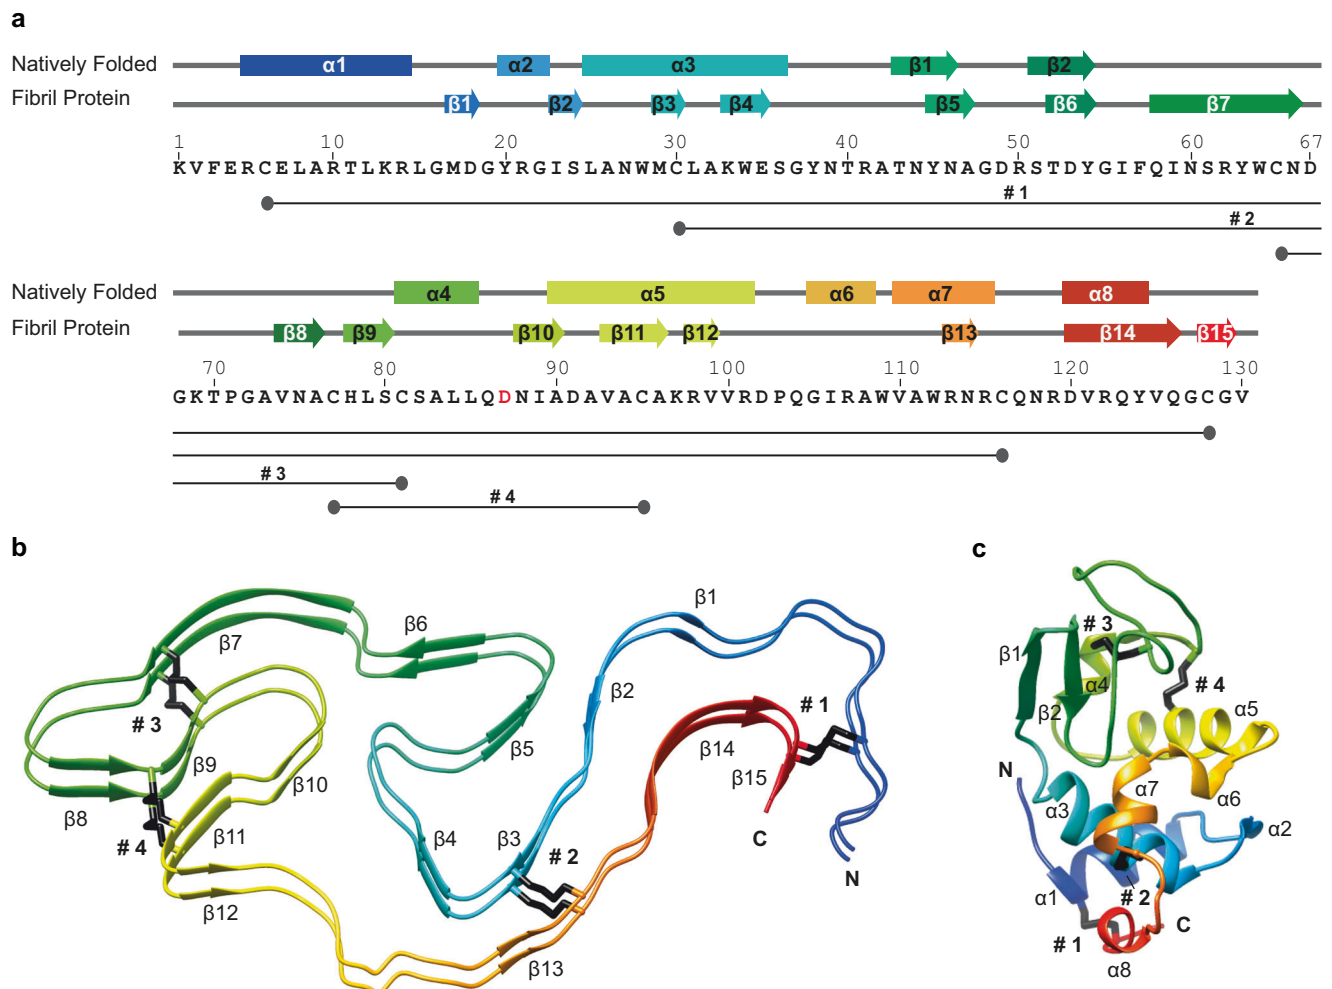 a
Natively Folded α1 α2 α3 β1 β2
Fibril Protein β1 β2 β3 β4 β5 β6 β7
1 10 20 30 40 50 60 67
KVFERCELARTLKRLGMDGYRGISLANWMCLAKWESGYNTRATNYNAGDRSTDYGIFQINSRYWCND
# 1
# 2
Natively Folded α4 α5 α6 α7 α8
Fibril Protein β8 β9 β10 β11 β12 β13 β14 β15
70 80 90 100 110 120 130
GKTPGAVNACHLSCSALLQDNIADAVACAKRVVRDPQGIRAWVAWRNRCQNRDVRQYVQGCGV
# 3
# 4
b
β1
β6
β7
β2
# 3
# 1
β5
β14
β9
β10
β15
β8
β4
β3
β11
# 4
# 2
C
N
β12
β13
c
# 3
β1
α4
# 4
β2
α5
N
α7
α6
α3
α2
α1
# 2
C
# 1
α8